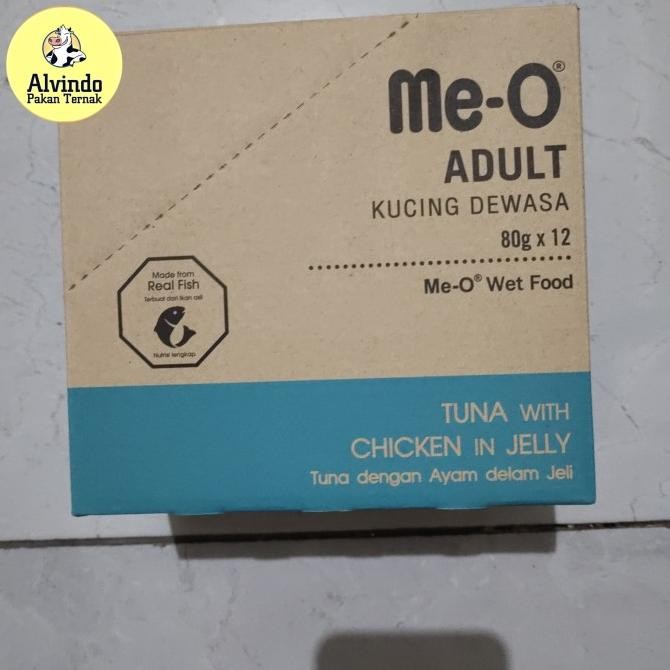 Alvindo
Pakan Ternak
Me-O®
ADULT
KUCING DEWASA
80g x 12
Me-O® Wet Food
Made from
Real Fish
Terbuat dari ikan asli
Nutrisi lengkap
TUNA WITH
CHICKEN IN JELLY
Tuna dengan Ayam delam Jeli